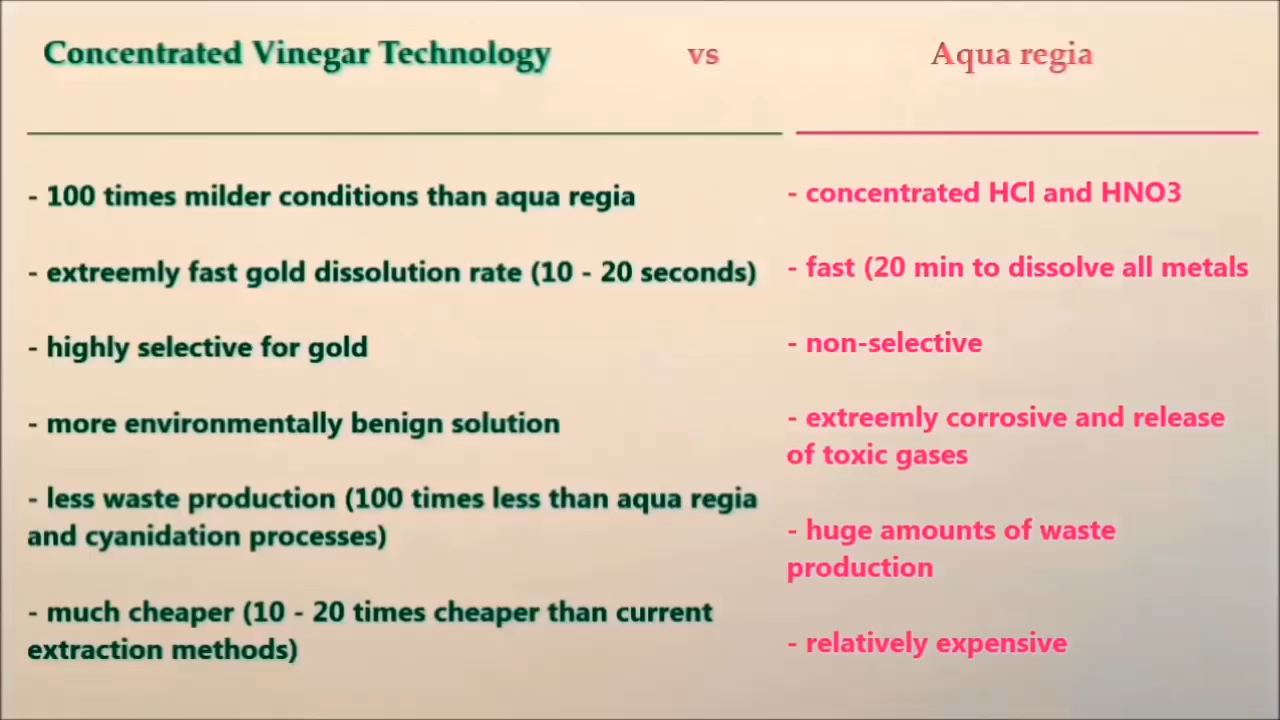 Concentrated Vinegar Technology vs Aqua regia
- 100 times milder conditions than aqua regia
- extreemly fast gold dissolution rate (10 - 20 seconds)
- highly selective for gold
- more environmentally benign solution
- less waste production (100 times less than aqua regia
and cyanidation processes)
- much cheaper (10 - 20 times cheaper than current
extraction methods)
- concentrated HCl and HNO3
- fast (20 min to dissolve all metals
- non-selective
- extreemly corrosive and release
of toxic gases
- huge amounts of waste
production
- relatively expensive